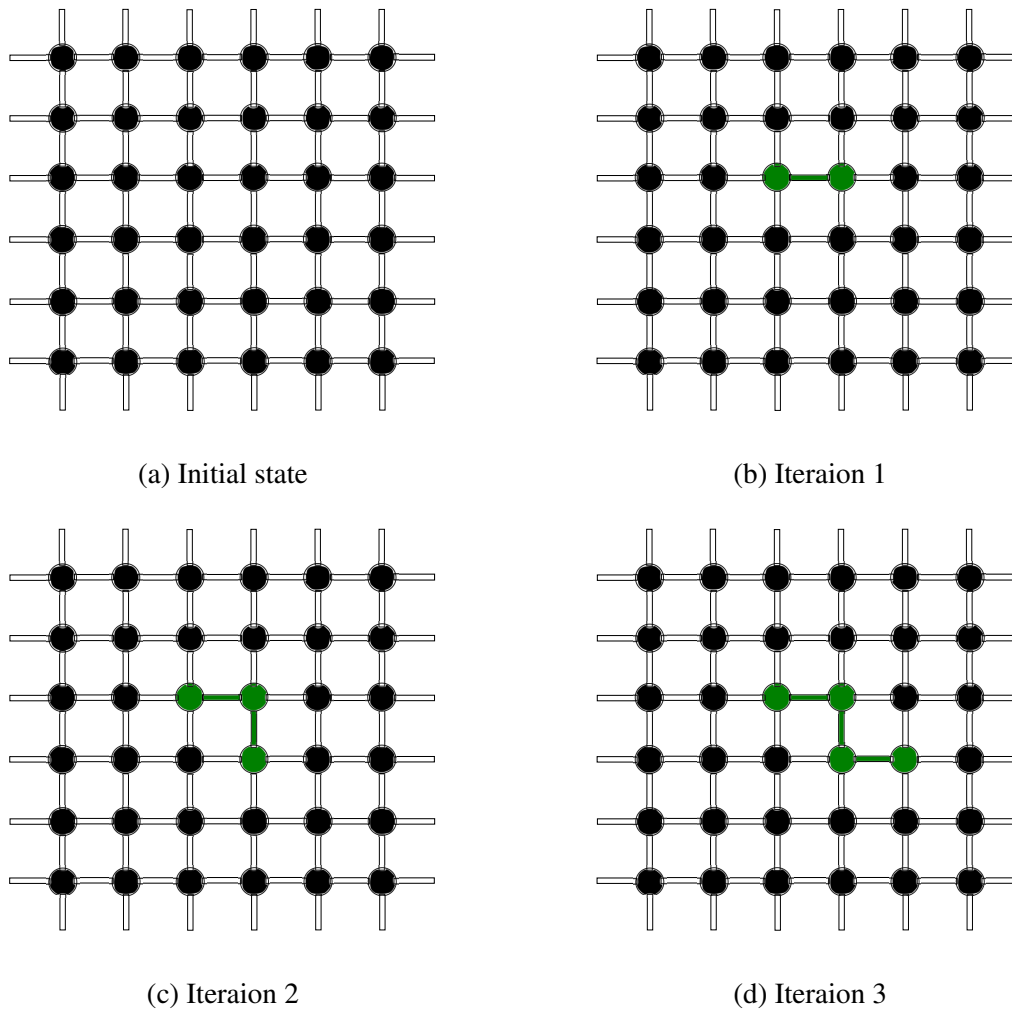 (a) Initial state
(b) Iteraion 1
(c) Iteraion 2
(d) Iteraion 3